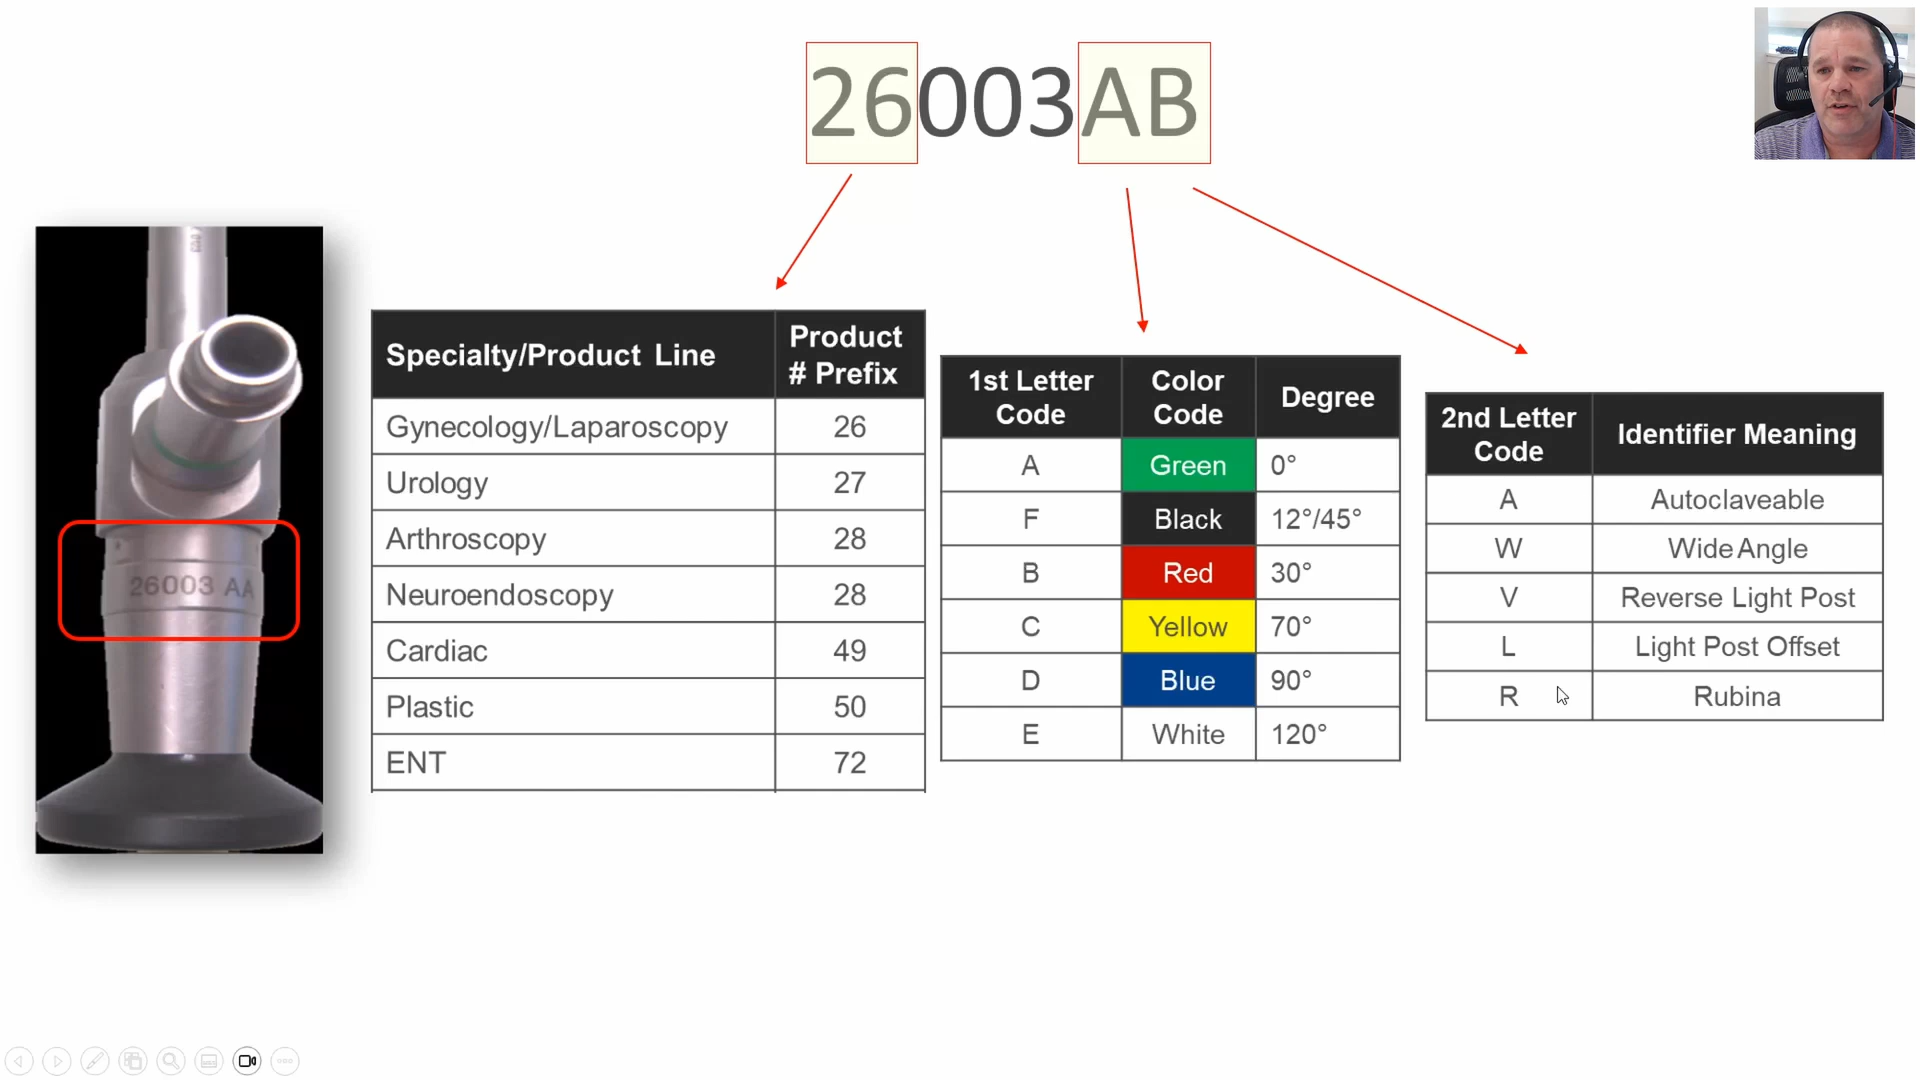 26003AB
26003 AA
Specialty/Product Line | Product # Prefix
Gynecology/Laparoscopy | 26
Urology | 27
Arthroscopy | 28
Neuroendoscopy | 28
Cardiac | 49
Plastic | 50
ENT | 72
1st Letter Code | Color Code | Degree
A | Green | 0°
F | Black | 12°/45°
B | Red | 30°
C | Yellow | 70°
D | Blue | 90°
E | White | 120°
2nd Letter Code | Identifier Meaning
A | Autoclaveable
W | Wide Angle
V | Reverse Light Post
L | Light Post Offset
R | Rubina